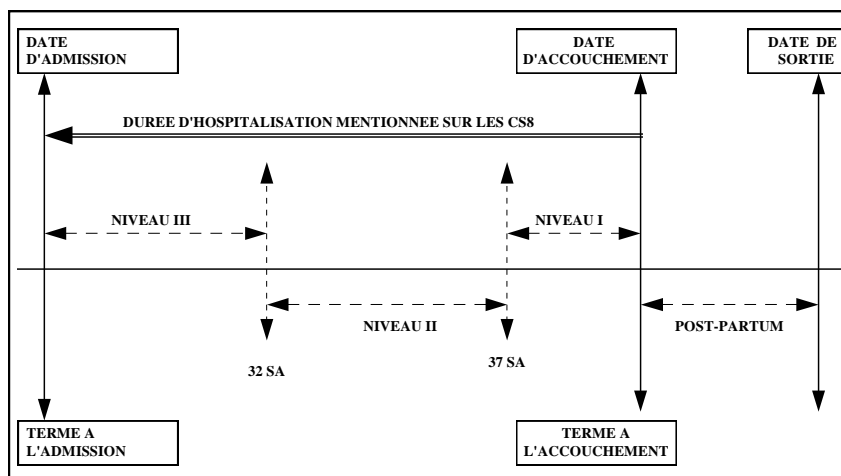 DATE
D'ADMISSION
DATE
D'ACCOUCHEMENT
DATE DE
SORTIE
DUREE D'HOSPITALISATION MENTIONNEE SUR LES CS8
NIVEAU III
NIVEAU I
NIVEAU II
POST-PARTUM
32 SA
37 SA
TERME A
L'ADMISSION
TERME A
L'ACCOUCHEMENT